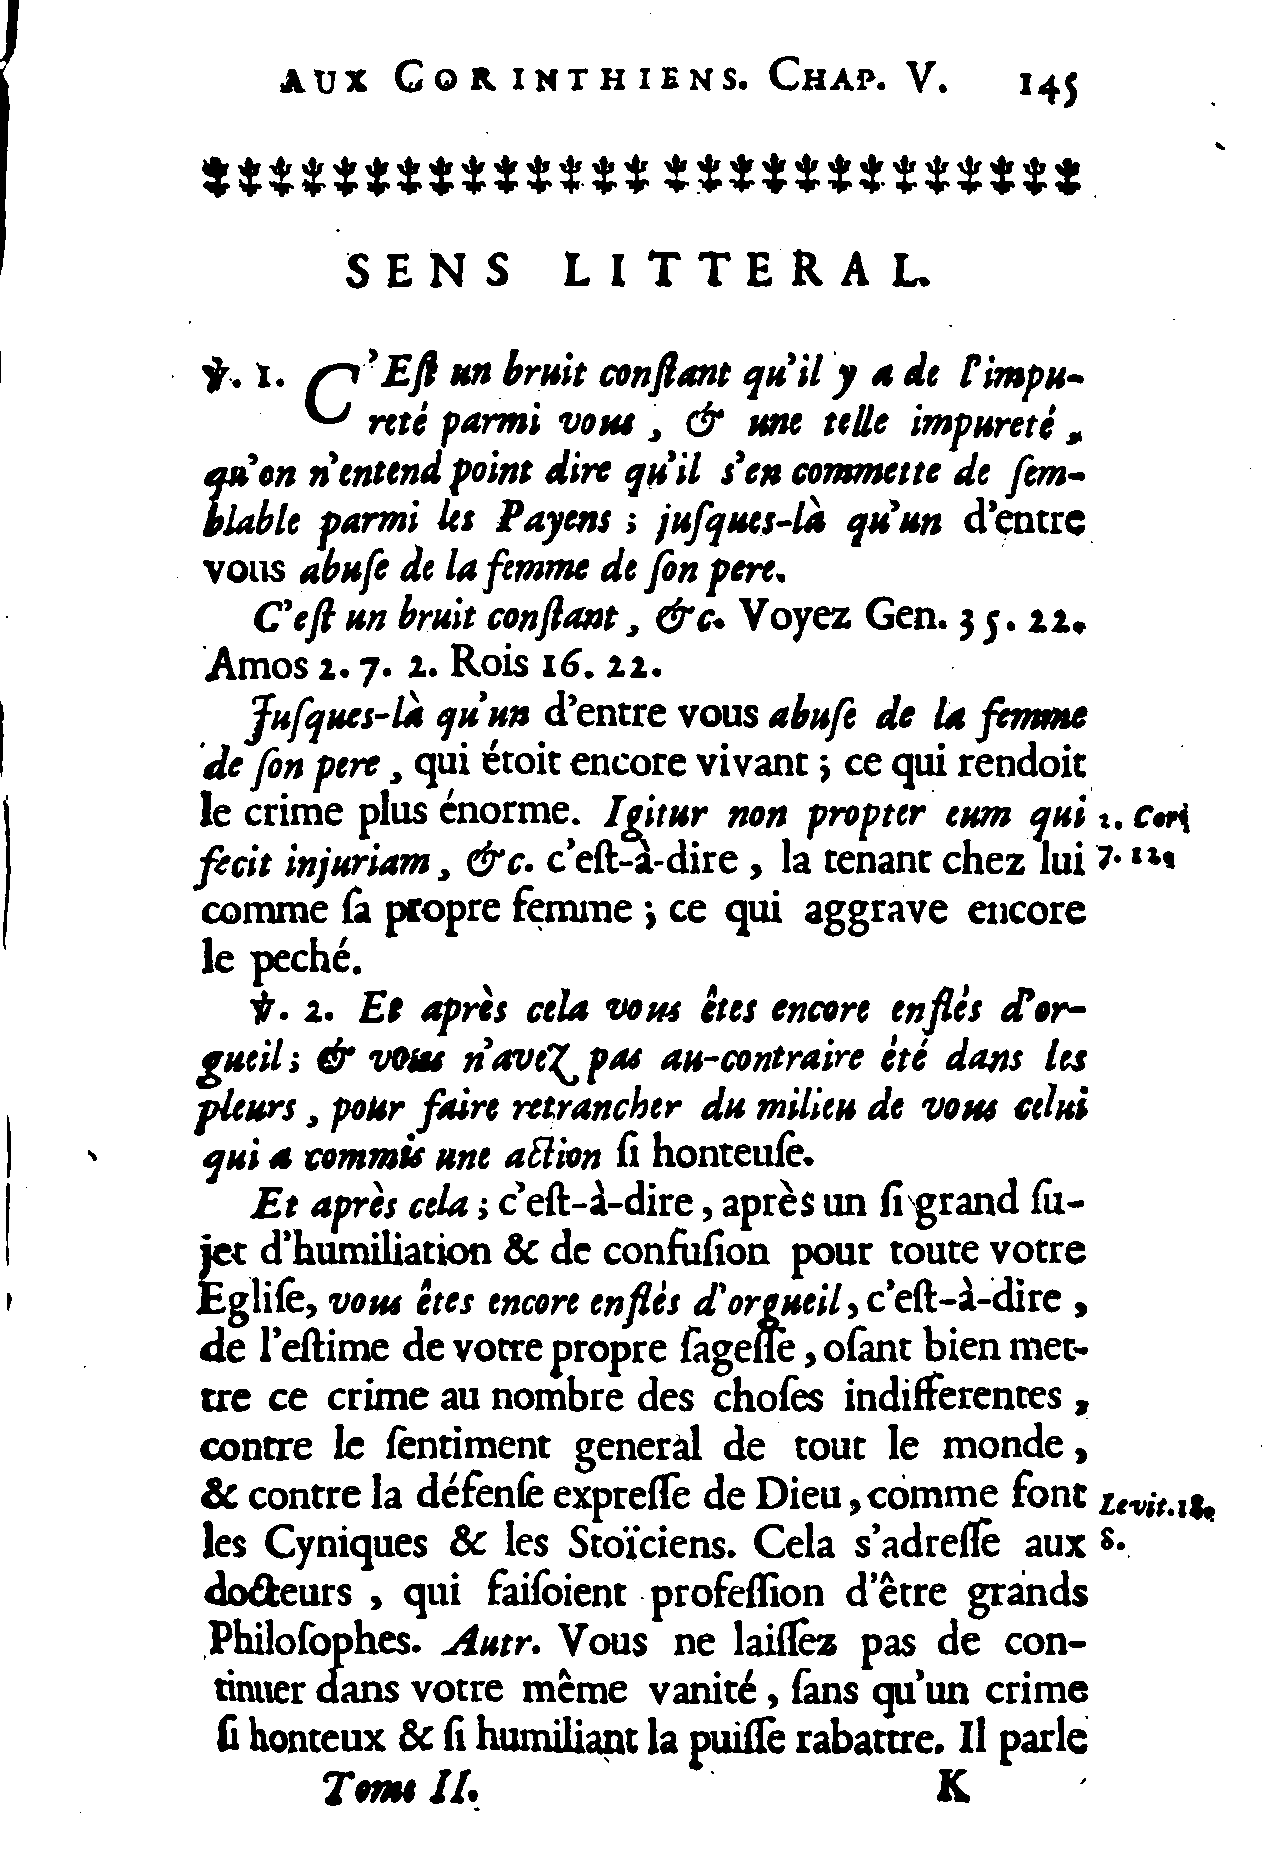 AUX CORINTHIENS. CHAP. V. 145
SENS LITTERAL.
℣. 1. C'Eſt un bruit conſtant qu'il y a de l'impu-
reté parmi vous, & une telle impureté,
qu'on n'entend point dire qu'il s'en commette de ſem-
blable parmi les Payens ; juſques-là qu'un d'entre
vous abuſe de la femme de ſon pere.
C'eſt un bruit conſtant, &c. Voyez Gen. 35. 22.
Amos 2. 7. 2. Rois 16. 22.
Juſques-là qu'un d'entre vous abuſe de la femme
de ſon pere, qui étoit encore vivant ; ce qui rendoit
le crime plus énorme. Igitur non propter eum qui
2. Cor.
fecit injuriam, &c. c'eſt-à-dire, la tenant chez lui
7. 12.
comme ſa propre femme ; ce qui aggrave encore
le peché.
℣. 2. Et après cela vous êtes encore enflés d'or-
gueil ; & vous n'avez pas au-contraire été dans les
pleurs, pour faire retrancher du milieu de vous celui
qui a commis une action ſi honteuſe.
Et après cela ; c'eſt-à-dire, après un ſi grand ſu-
jet d'humiliation & de confuſion pour toute votre
Egliſe, vous êtes encore enflés d'orgueil, c'eſt-à-dire,
de l'eſtime de votre propre ſageſſe, oſant bien met-
tre ce crime au nombre des choſes indifferentes,
contre le ſentiment general de tout le monde,
& contre la défenſe expreſſe de Dieu, comme font
Levit. 18.
les Cyniques & les Stoïciens. Cela s'adreſſe aux
8.
docteurs, qui faiſoient profeſſion d'être grands
Philoſophes. Autr. Vous ne laiſſez pas de con-
tinuer dans votre même vanité, ſans qu'un crime
ſi honteux & ſi humiliant la puiſſe rabattre. Il parle
Tome II. K